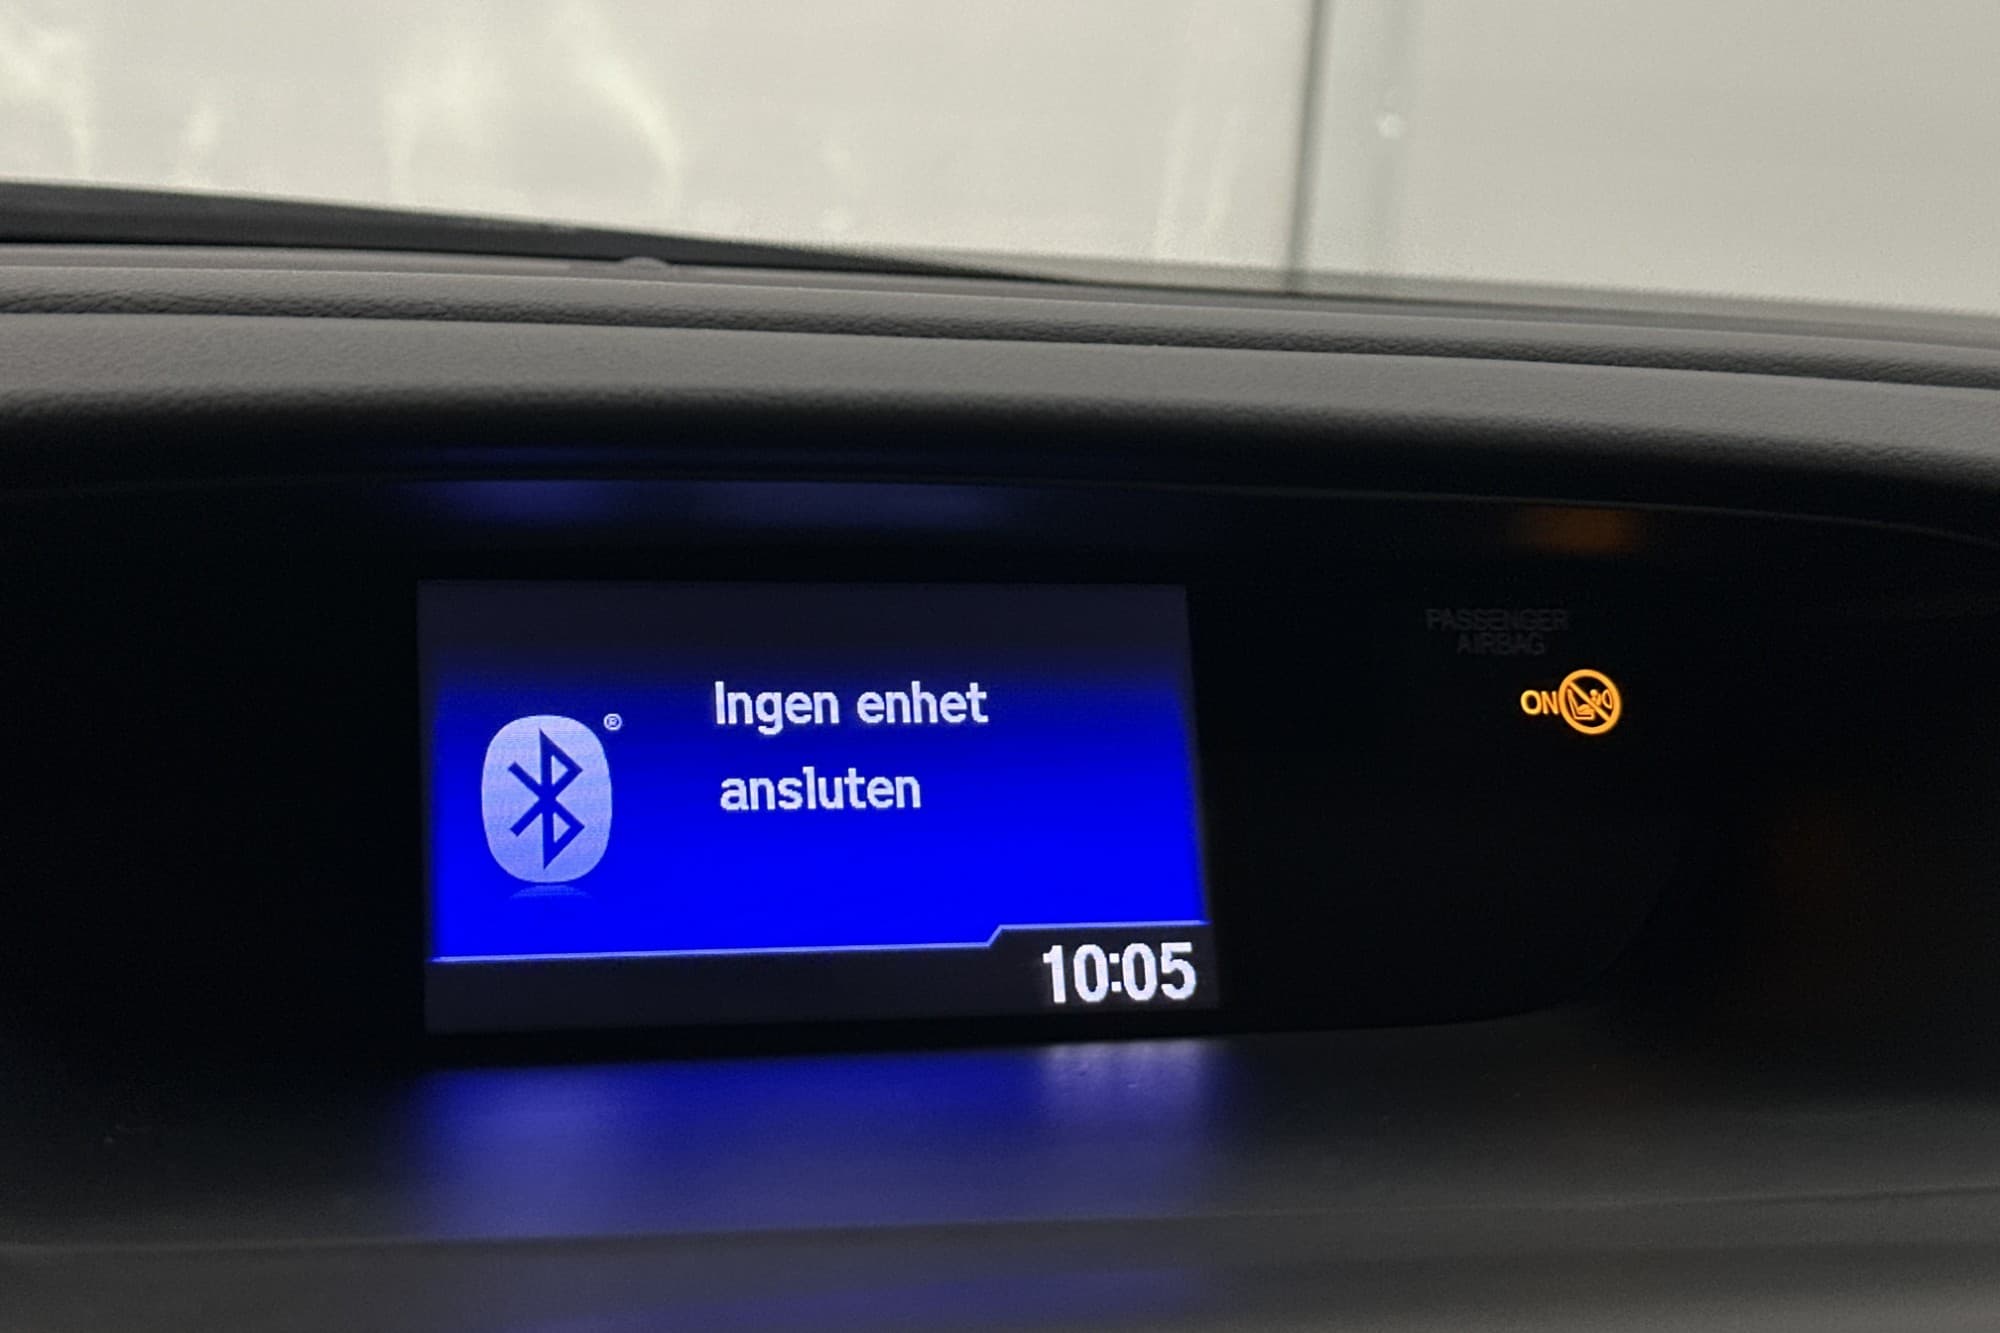 PASSENGER
AIRBAG
ON
Ingen enhet
ansluten
®
10:05